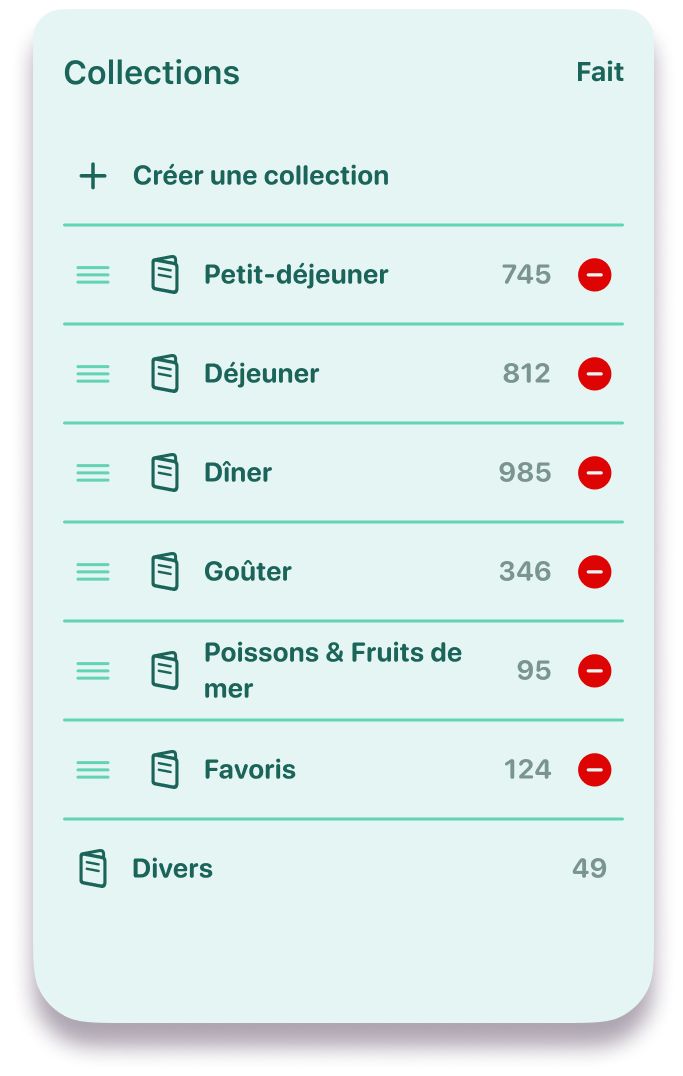 Collections
Fait
Créer une collection
Petit-déjeuner 745
Déjeuner 812
Dîner 985
Goûter 346
Poissons & Fruits de
mer
95
Favoris 124
Divers 49